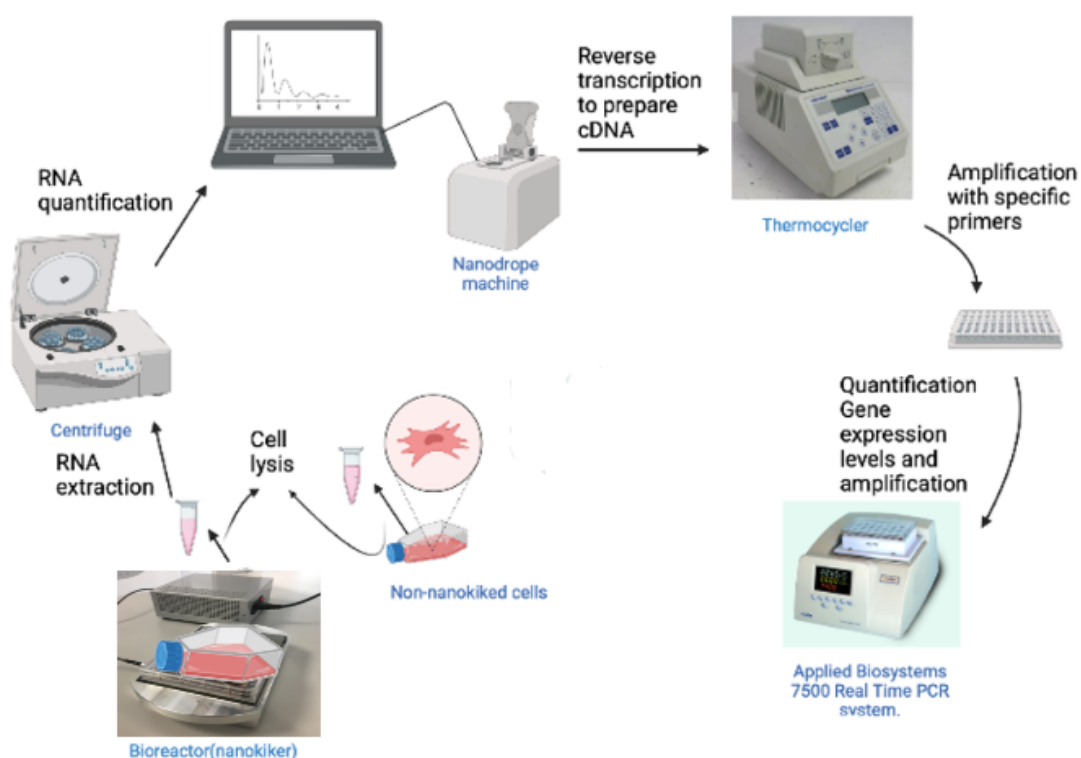 Reverse
transcription
to prepare
cDNA
RNA
quantification
Amplification
with specific
primers
Thermocycler
Nanodrope
machine
Quantification
Gene
expression
levels and
amplification
Centrifuge
Cell
lysis
RNA
extraction
Non-nanokiked cells
Applied Biosystems
7500 Real Time PCR
system.
Bioreactor(nanokiker)